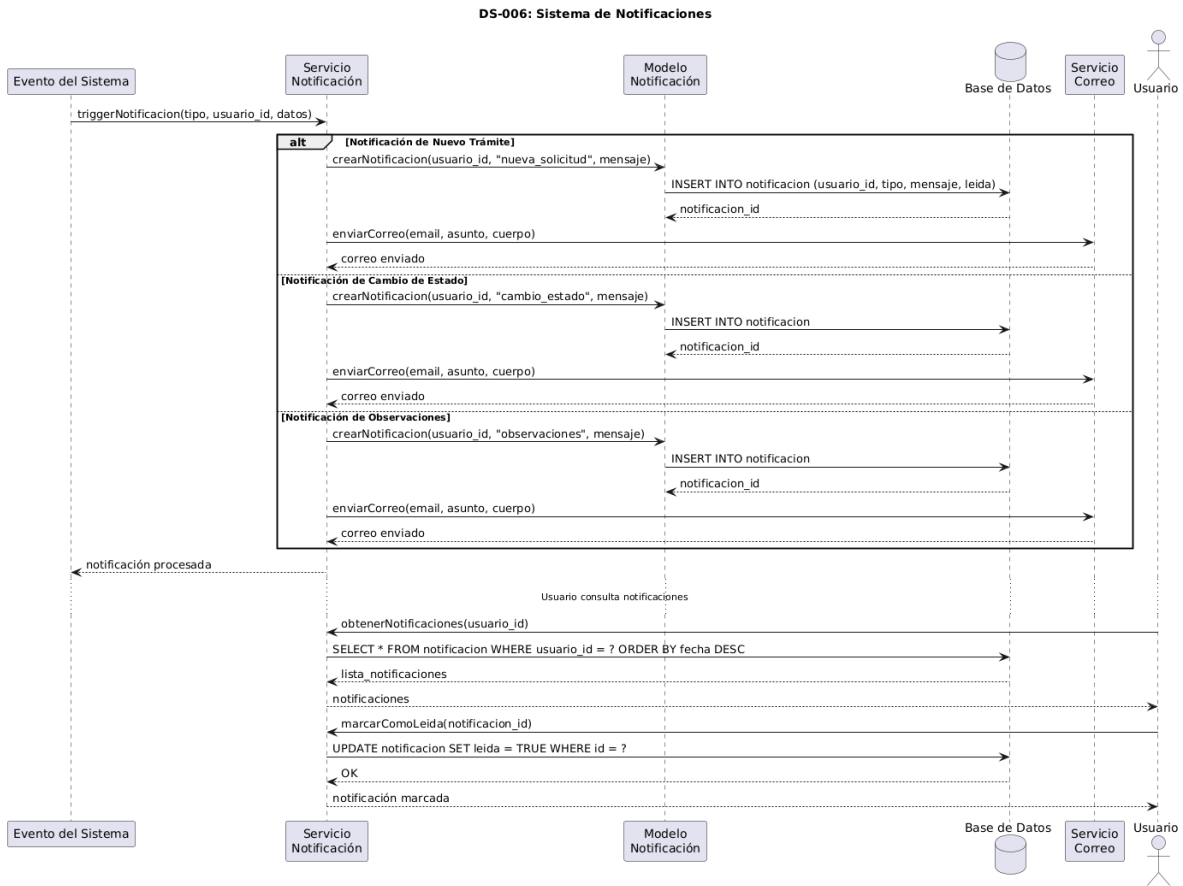 DS-006: Sistema de Notificaciones
Evento del Sistema
Servicio
Notificación
Modelo
Notificación
Base de Datos
Servicio
Correo
Usuario
triggerNotificacion(tipo, usuario_id, datos)
alt
[Notificación de Nuevo Trámite]
crearNotificacion(usuario_id, "nueva_solicitud", mensaje)
INSERT INTO notificacion (usuario_id, tipo, mensaje, leida)
notificacion_id
enviarCorreo(email, asunto, cuerpo)
correo enviado
[Notificación de Cambio de Estado]
crearNotificacion(usuario_id, "cambio_estado", mensaje)
INSERT INTO notificacion
notificacion_id
enviarCorreo(email, asunto, cuerpo)
correo enviado
[Notificación de Observaciones]
crearNotificacion(usuario_id, "observaciones", mensaje)
INSERT INTO notificacion
notificacion_id
enviarCorreo(email, asunto, cuerpo)
correo enviado
notificación procesada
Usuario consulta notificaciones
obtenerNotificaciones(usuario_id)
SELECT * FROM notificacion WHERE usuario_id = ? ORDER BY fecha DESC
lista_notificaciones
notificaciones
marcarComoLeida(notificacion_id)
UPDATE notificacion SET leida = TRUE WHERE id = ?
OK
notificación marcada
Evento del Sistema
Servicio
Notificación
Modelo
Notificación
Base de Datos
Servicio
Correo
Usuario